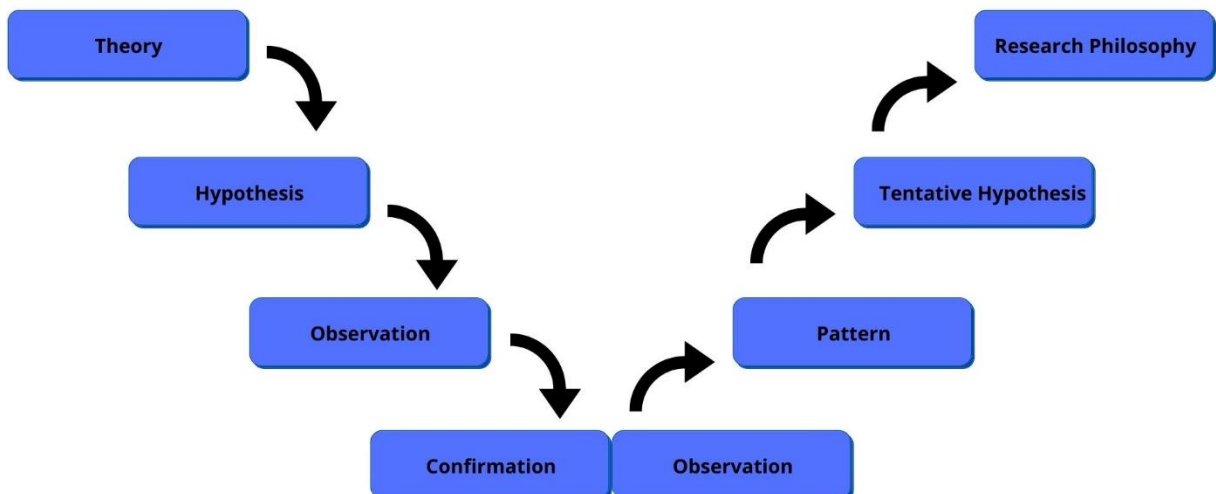 Theory
Research Philosophy
Hypothesis
Tentative Hypothesis
Observation
Pattern
Confirmation
Observation